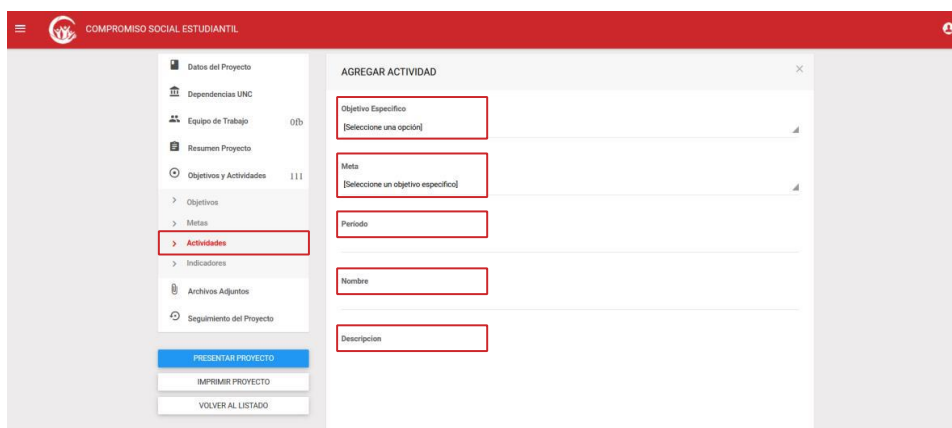 COMPROMISO SOCIAL ESTUDIANTIL
Datos del Proyecto
Dependencias UNC
Equipo de Trabajo 0fb
Resumen Proyecto
Objetivos y Actividades 111
Objetivos
Metas
Actividades
Indicadores
Archivos Adjuntos
Seguimiento del Proyecto
PRESENTAR PROYECTO
IMPRIMIR PROYECTO
VOLVER AL LISTADO
AGREGAR ACTIVIDAD
Objetivo Especifico
[Seleccione una opción]
Meta
[Seleccione un objetivo especifico]
Periodo
Nombre
Descripcion